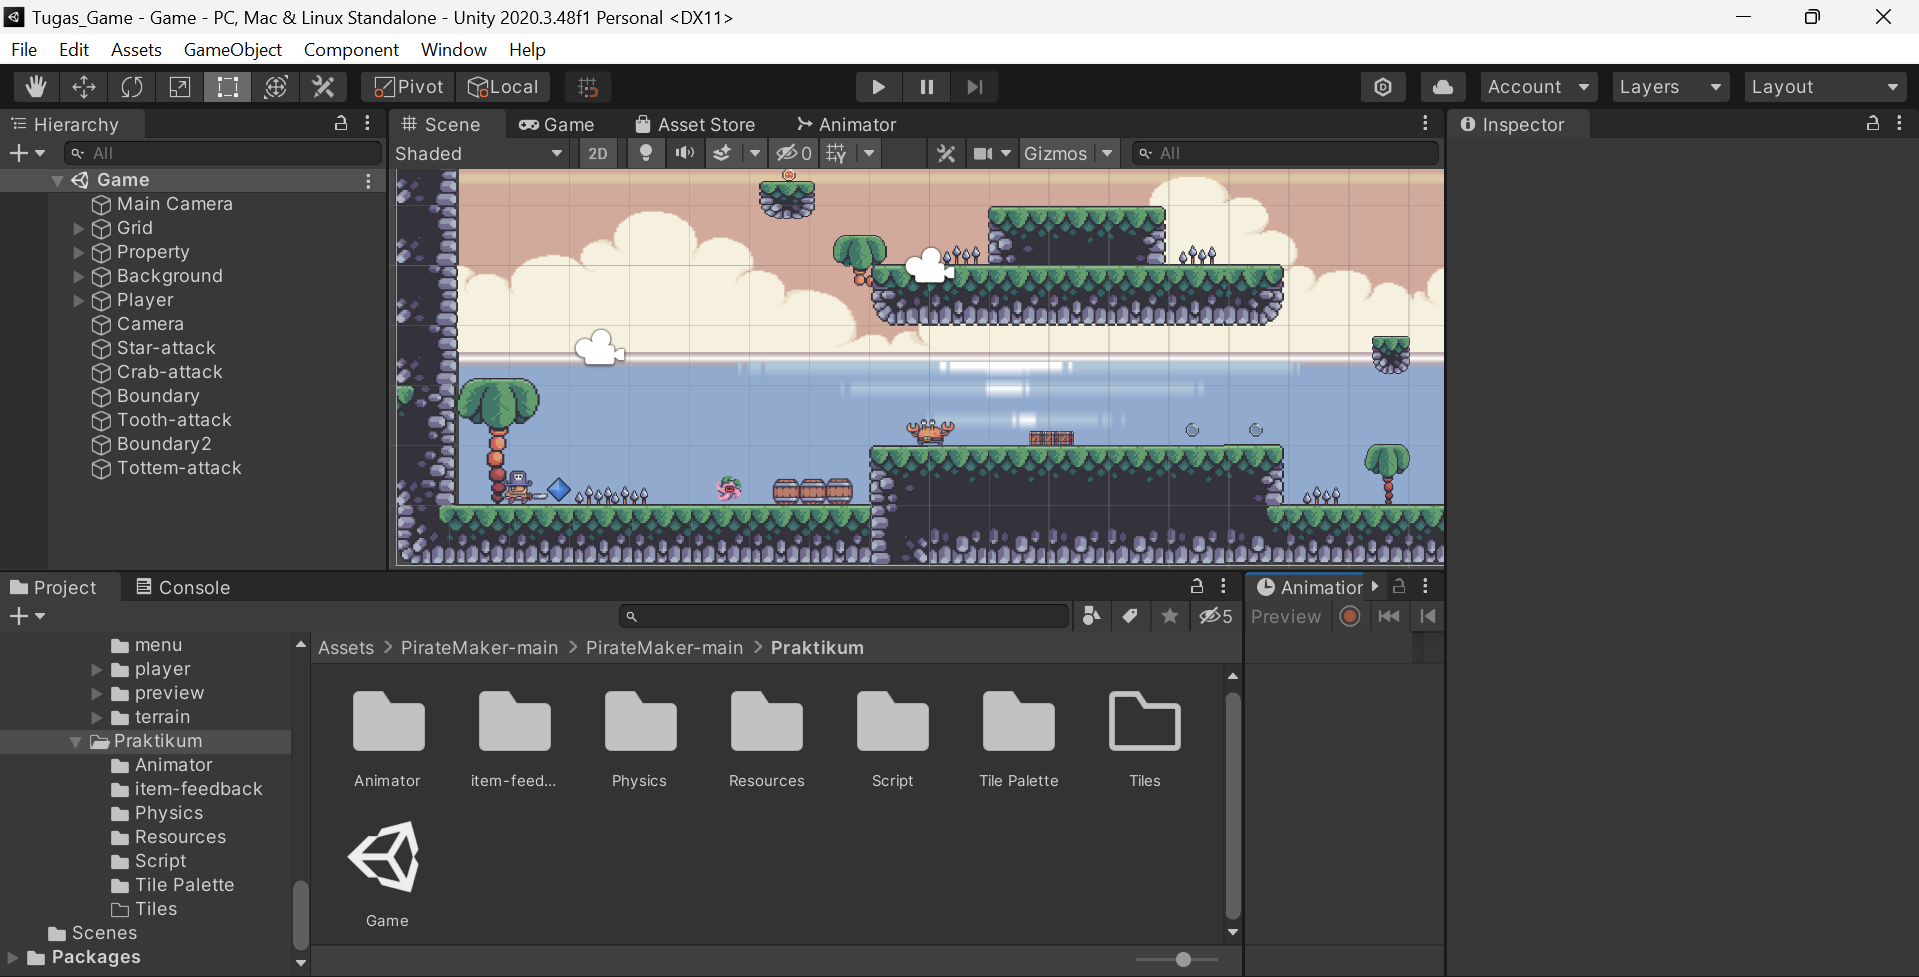 Tugas_Game - Game - PC, Mac & Linux Standalone - Unity 2020.3.48f1 Personal <DX11>
File Edit Assets GameObject Component Window Help
Pivot Local Account Layers Layout
Hierarchy
All
Game
Main Camera
Grid
Property
Background
Player
Camera
Star-attack
Crab-attack
Boundary
Tooth-attack
Boundary2
Tottem-attack
Scene Game Asset Store Animator
Shaded 2D 0 Gizmos All
Inspector
Project Console
5
menu
player
preview
terrain
Praktikum
Animator
item-feedback
Physics
Resources
Script
Tile Palette
Tiles
Scenes
Packages
Assets > PirateMaker-main > PirateMaker-main > Praktikum
Animator item-feed... Physics Resources Script Tile Palette Tiles
Game
Animation
Preview